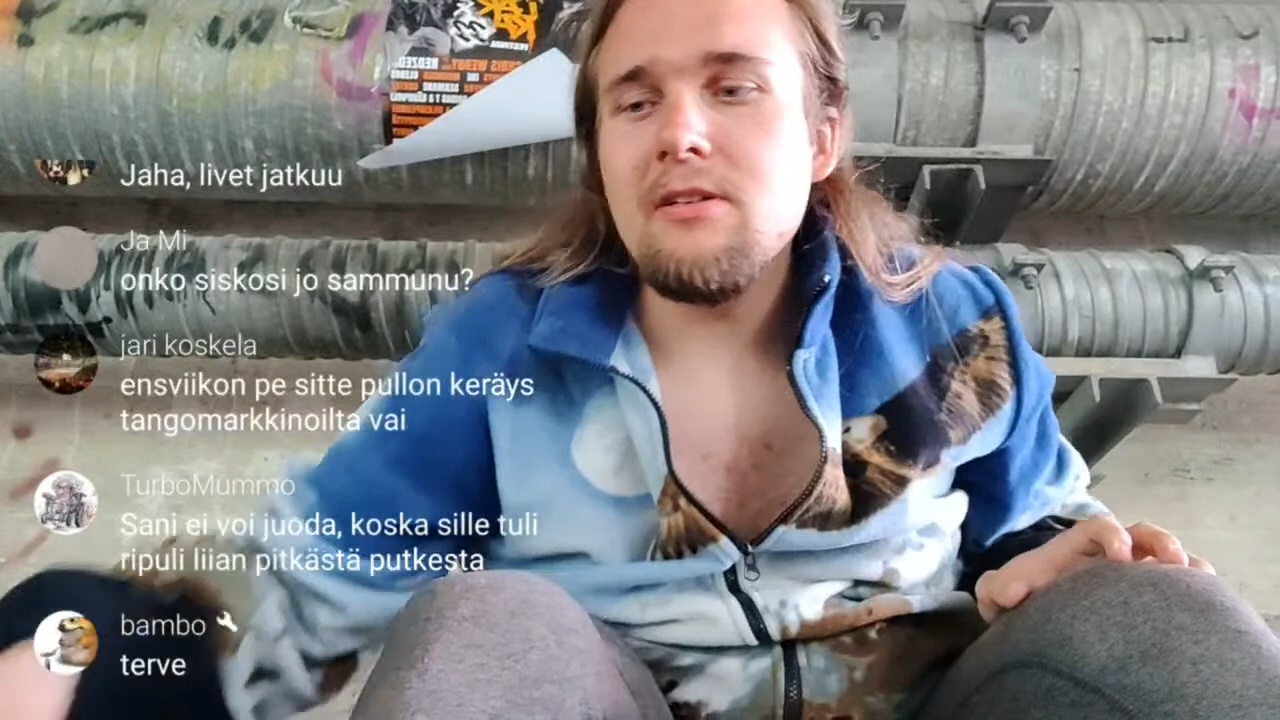 Jaha, livet jatkuu
Ja Mi
onko siskosi jo sammunu?
jari koskela
ensviikon pe sitte pullon keräys
tangomarkkinoilta vai
TurboMummo
Sani ei voi juoda, koska sille tuli
ripuli liian pitkästä putkesta
bambo
terve